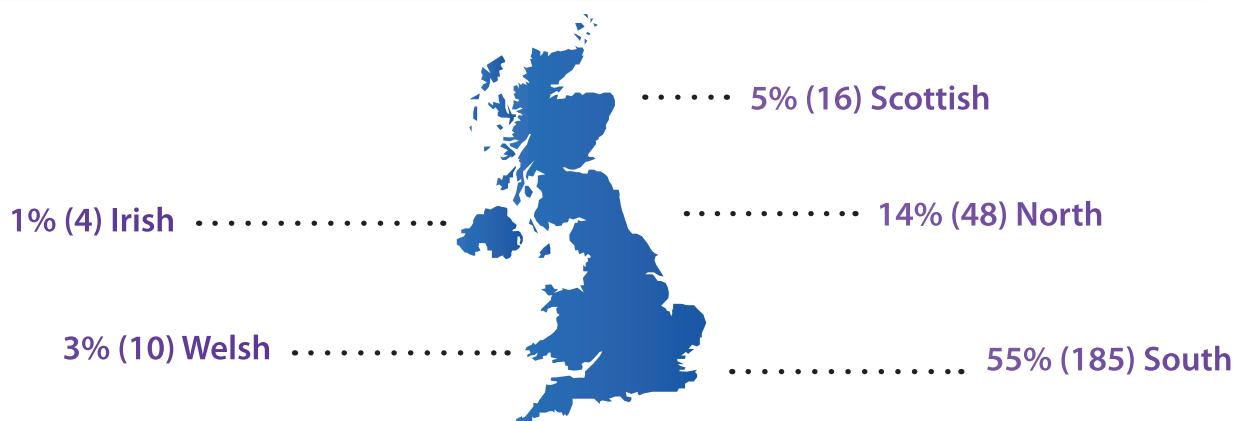 5% (16) Scottish
1% (4) Irish
14% (48) North
3% (10) Welsh
55% (185) South